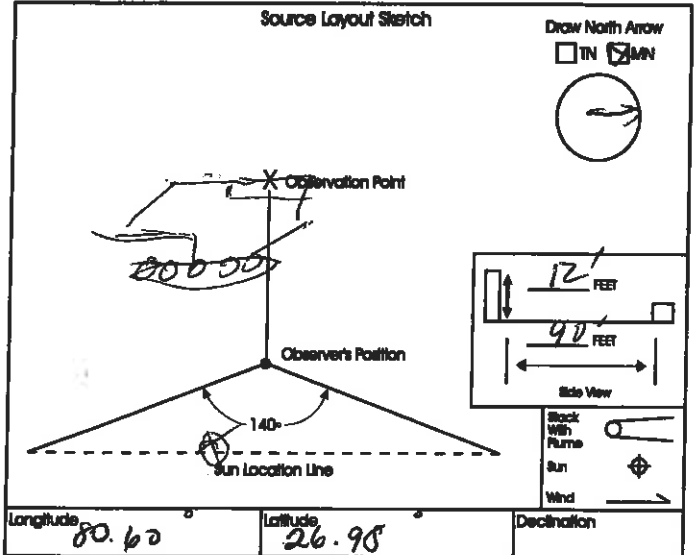 Source Layout Sketch
Draw North Arrow
TN MN
Observation Point
12' FEET
90' FEET
Side View
Observer's Position
140°
Sun Location Line
Stack With Plume
Sun
Wind
Longitude 80.60°
Latitude 26.98°
Declination